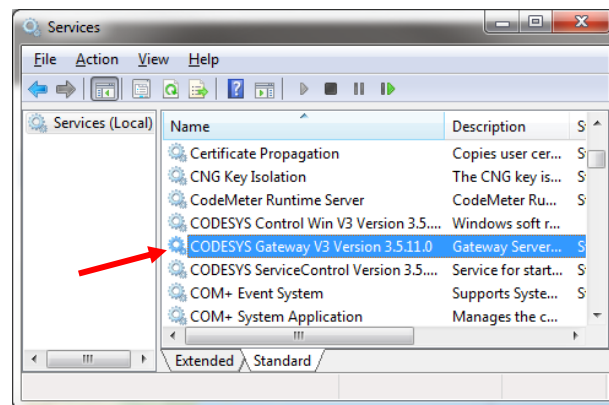 Services
File Action View Help
Services (Local)
Name Description S
Certificate Propagation Copies user cer... S
CNG Key Isolation The CNG key is... S
CodeMeter Runtime Server CodeMeter Ru... S
CODESYS Control Win V3 Version 3.5.... Windows soft r...
CODESYS Gateway V3 Version 3.5.11.0 Gateway Server... S
CODESYS ServiceControl Version 3.5.... Service for start... S
COM+ Event System Supports Syste... S
COM+ System Application Manages the c...
Extended Standard